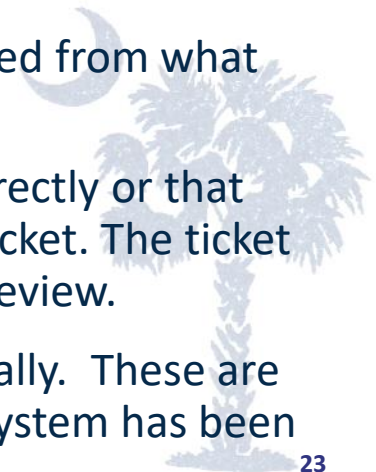 ed from what
rectly or that
cket. The ticket
eview.
ally. These are
ystem has been
23